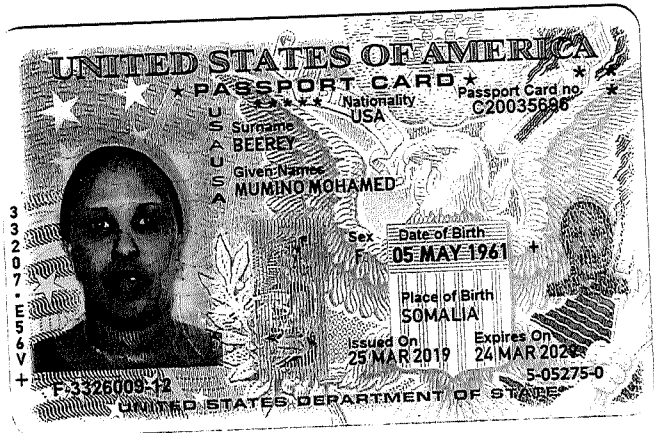 UNITED STATES OF AMERICA
PASSPORT CARD
Nationality
USA
Passport Card no.
C20035696
USA USA
Surname
BEEREY
Given Names
MUMINO MOHAMED
Sex
F
Date of Birth
05 MAY 1961
Place of Birth
SOMALIA
Issued On
25 MAR 2019
Expires On
24 MAR
5-05275-0
33207 E56V
F-3326009-12
UNITED STATES DEPARTMENT OF STATE